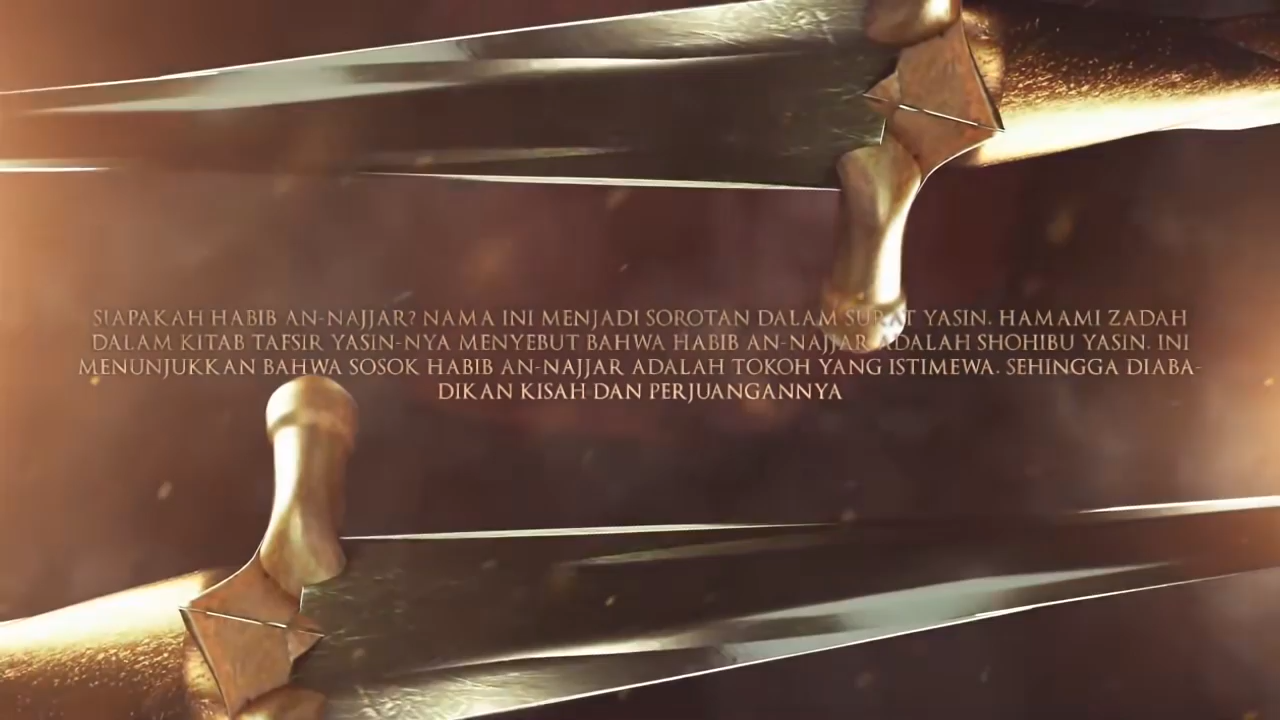 SIAPAKAH HABIB AN-NAJJAR? NAMA INI MENJADI SOROTAN DALAM SURAT YASIN. HAMAMI ZADAH
DALAM KITAB TAFSIR YASIN-NYA MENYEBUT BAHWA HABIB AN-NAJJAR ADALAH SHOHIBU YASIN. INI
MENUNJUKKAN BAHWA SOSOK HABIB AN-NAJJAR ADALAH TOKOH YANG ISTIMEWA. SEHINGGA DIABA-
DIKAN KISAH DAN PERJUANGANNYA